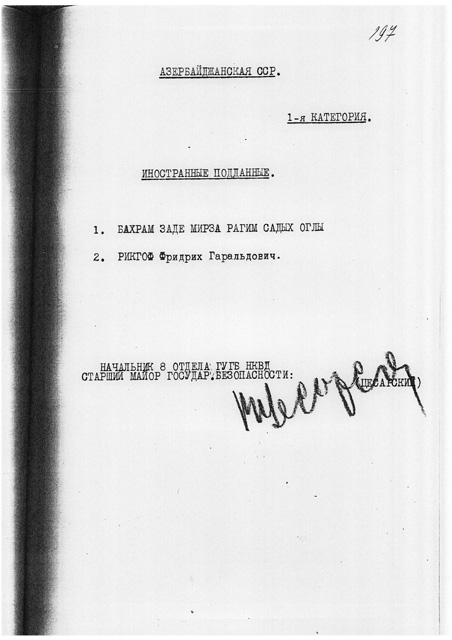 197
АЗЕРБАЙДЖАНСКАЯ ССР.
1-я КАТЕГОРИЯ.
ИНОСТРАННЫЕ ПОДДАННЫЕ.
1. БАХРАМ ЗАДЕ МИРЗА РАГИМ САДЫХ ОГЛЫ
2. РИКГОФ Фридрих Гаральдович.
НАЧАЛЬНИК 8 ОТДЕЛА ГУГБ НКВД
СТАРШИЙ МАЙОР ГОСУДАР.БЕЗОПАСНОСТИ:
(ЦЕСАРСКИЙ)